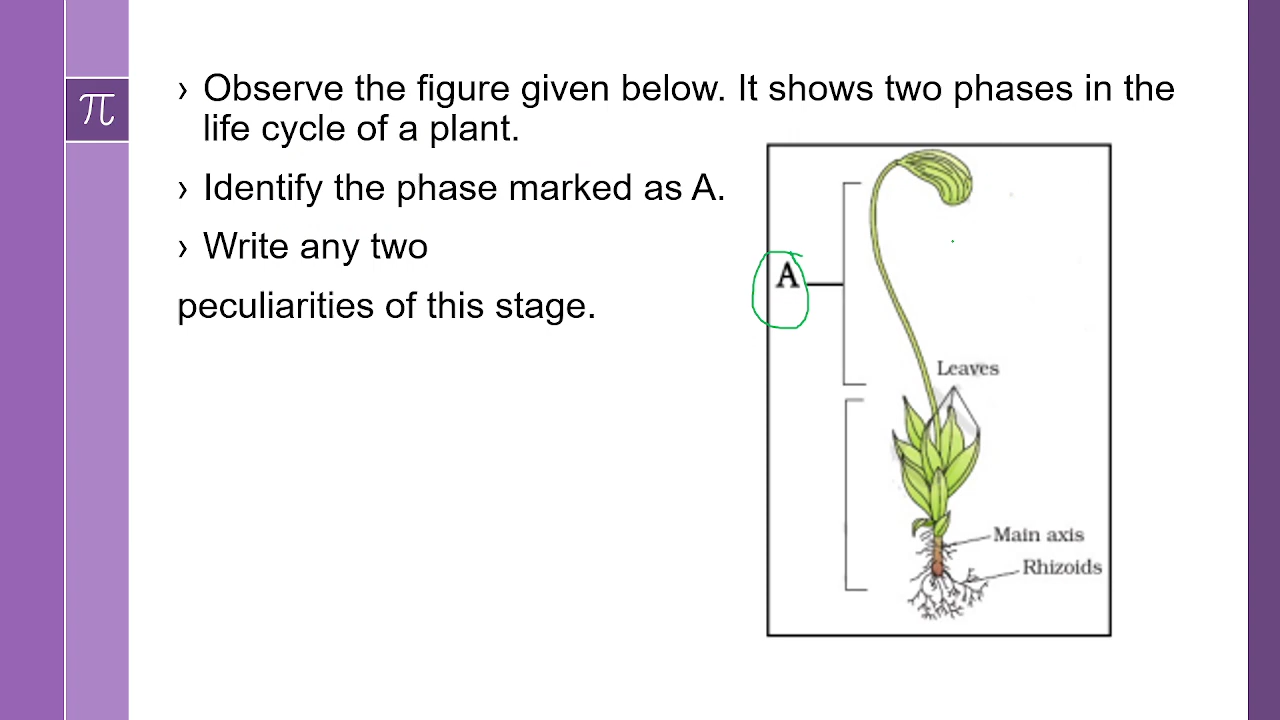 π
› Observe the figure given below. It shows two phases in the
life cycle of a plant.
› Identify the phase marked as A.
› Write any two
peculiarities of this stage.
A
Leaves
Main axis
Rhizoids